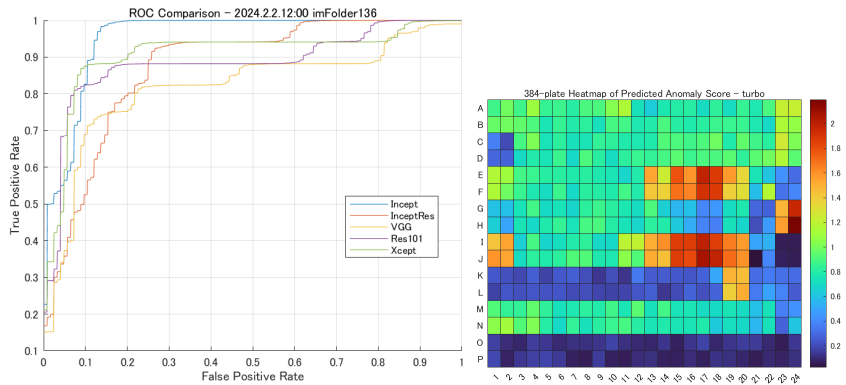 ROC Comparison - 2024.2.2.12:00 imFolder136
1
0.9
0.8
0.7
0.6
0.5
0.4
0.3
0.2
0.1
True Positive Rate
0 0.1 0.2 0.3 0.4 0.5 0.6 0.7 0.8 0.9 1
False Positive Rate
Incept
InceptRes
VGG
Res101
Xcept
384-plate Heatmap of Predicted Anomaly Score - turbo
A
B
C
D
E
F
G
H
I
J
K
L
M
N
O
P
1 2 3 4 5 6 7 8 9 10 11 12 13 14 15 16 17 18 19 20 21 22 23 24
2
1.8
1.6
1.4
1.2
1
0.8
0.6
0.4
0.2